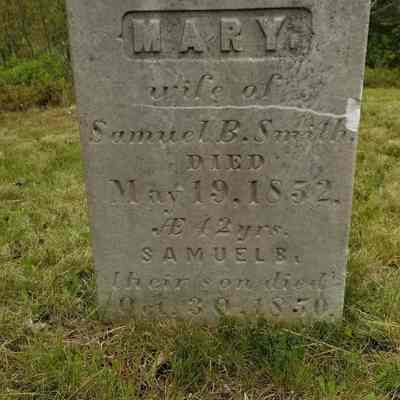 MARY,
wife of
Samuel B. Smith
DIED
May 19, 1852.
Æ 42 yrs.
SAMUEL B.
their son died
Oct. 30, 1850.